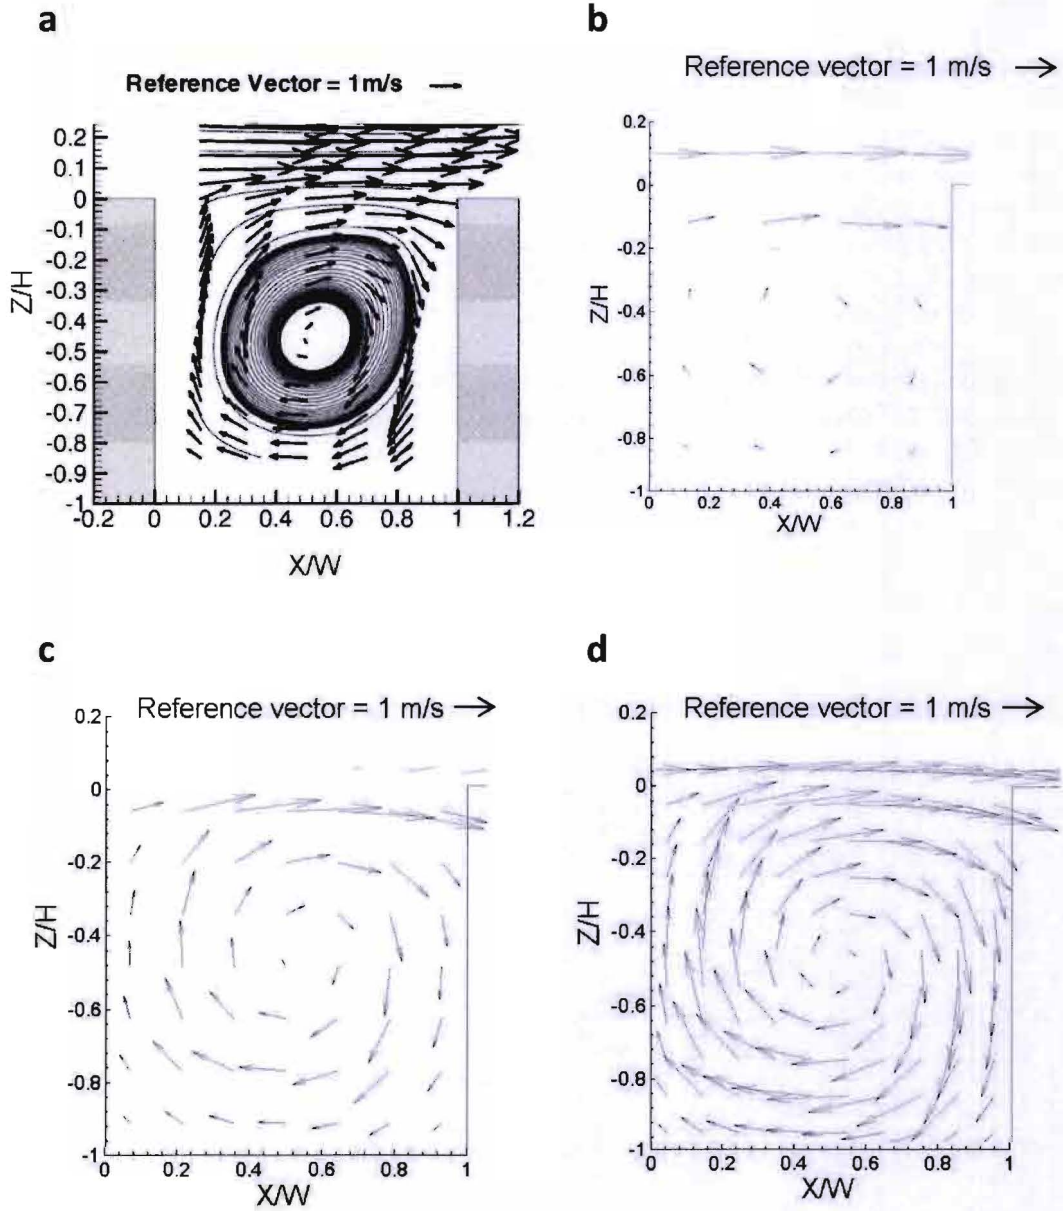 a
Reference Vector = 1m/s
0.2
0.1
0
-0.1
-0.2
-0.3
-0.4
-0.5
-0.6
-0.7
-0.8
-0.9
-1
Z/H
-0.2 0 0.2 0.4 0.6 0.8 1 1.2
X/W
b
Reference vector = 1 m/s
0.2
0
-0.2
-0.4
-0.6
-0.8
-1
Z/H
0 0.2 0.4 0.6 0.8 1
X/W
c
Reference vector = 1 m/s
0.2
0
-0.2
-0.4
-0.6
-0.8
-1
Z/H
0 0.2 0.4 0.6 0.8 1
X/W
d
Reference vector = 1 m/s
0.2
0
-0.2
-0.4
-0.6
-0.8
-1
Z/H
0 0.2 0.4 0.6 0.8 1
X/W